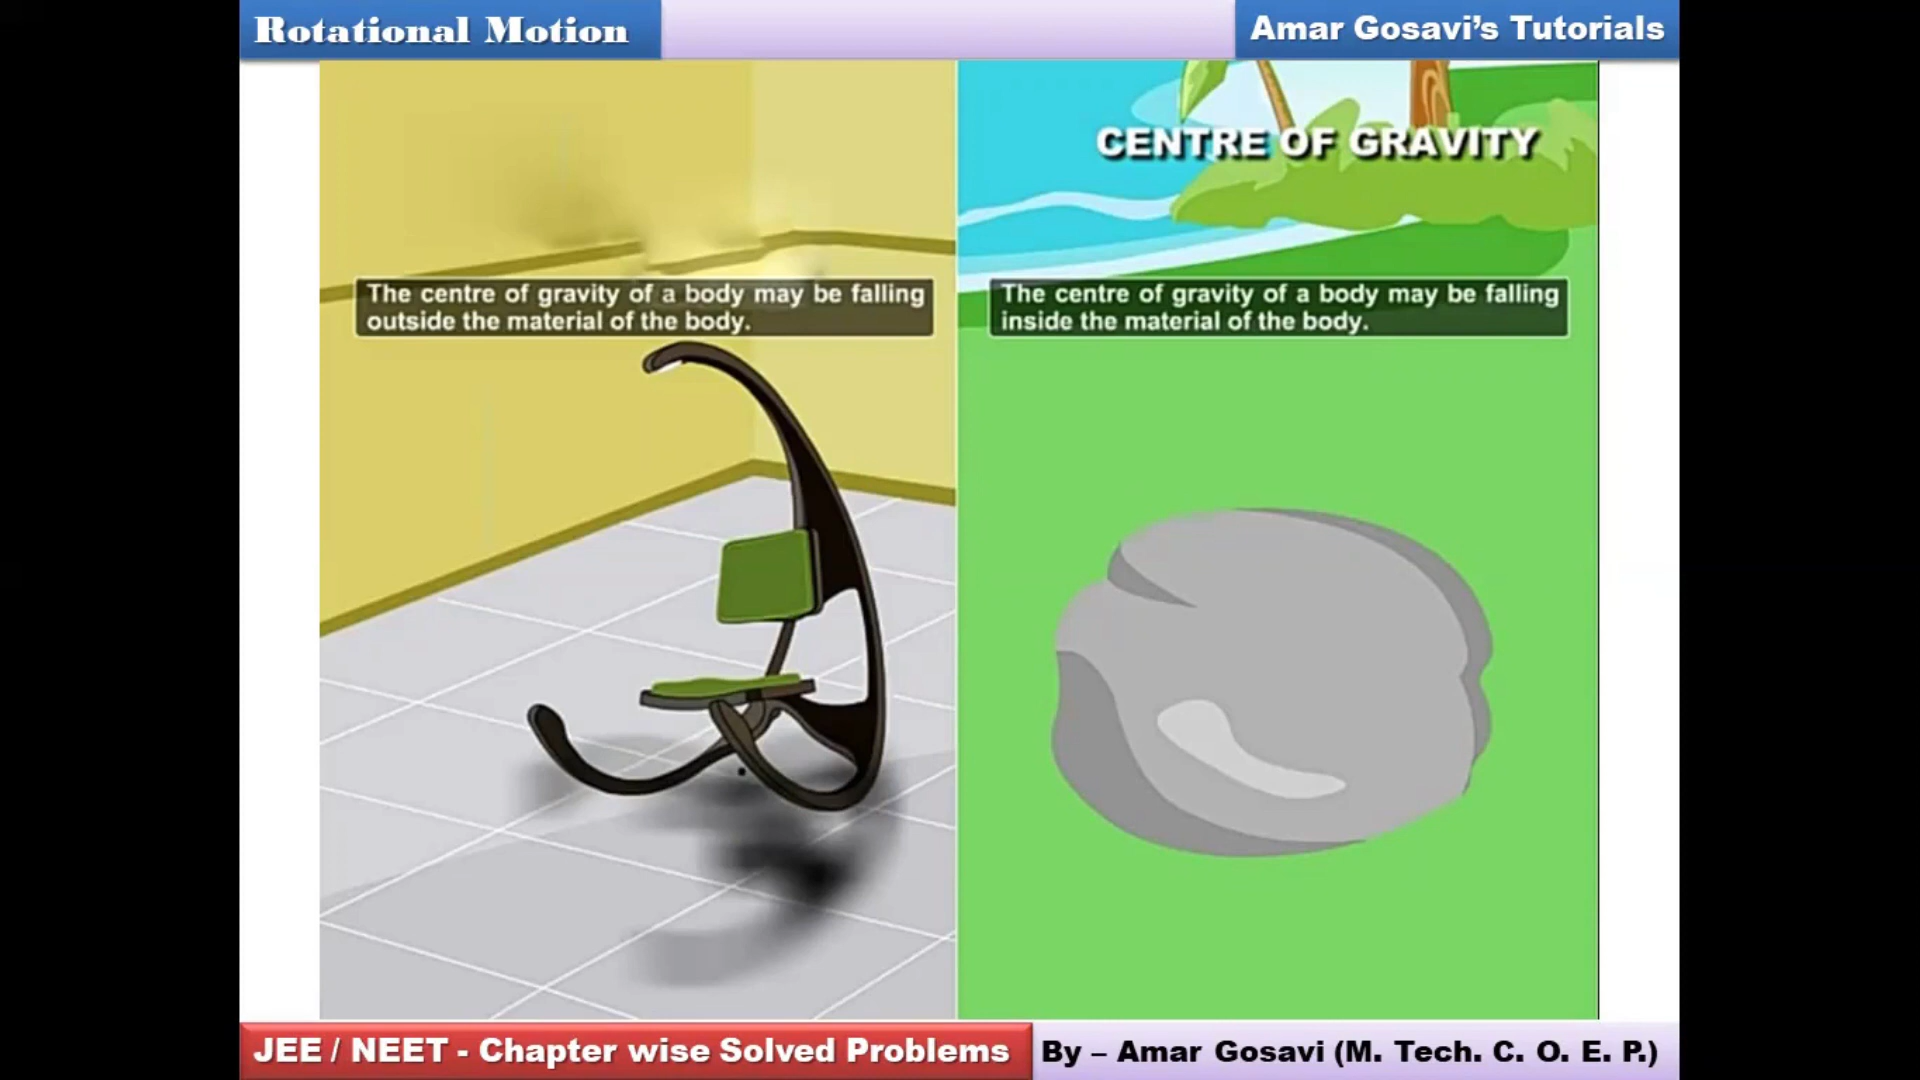 Rotational Motion
Amar Gosavi's Tutorials
CENTRE OF GRAVITY
The centre of gravity of a body may be falling
outside the material of the body.
The centre of gravity of a body may be falling
inside the material of the body.
JEE / NEET - Chapter wise Solved Problems
By – Amar Gosavi (M. Tech. C. O. E. P.)